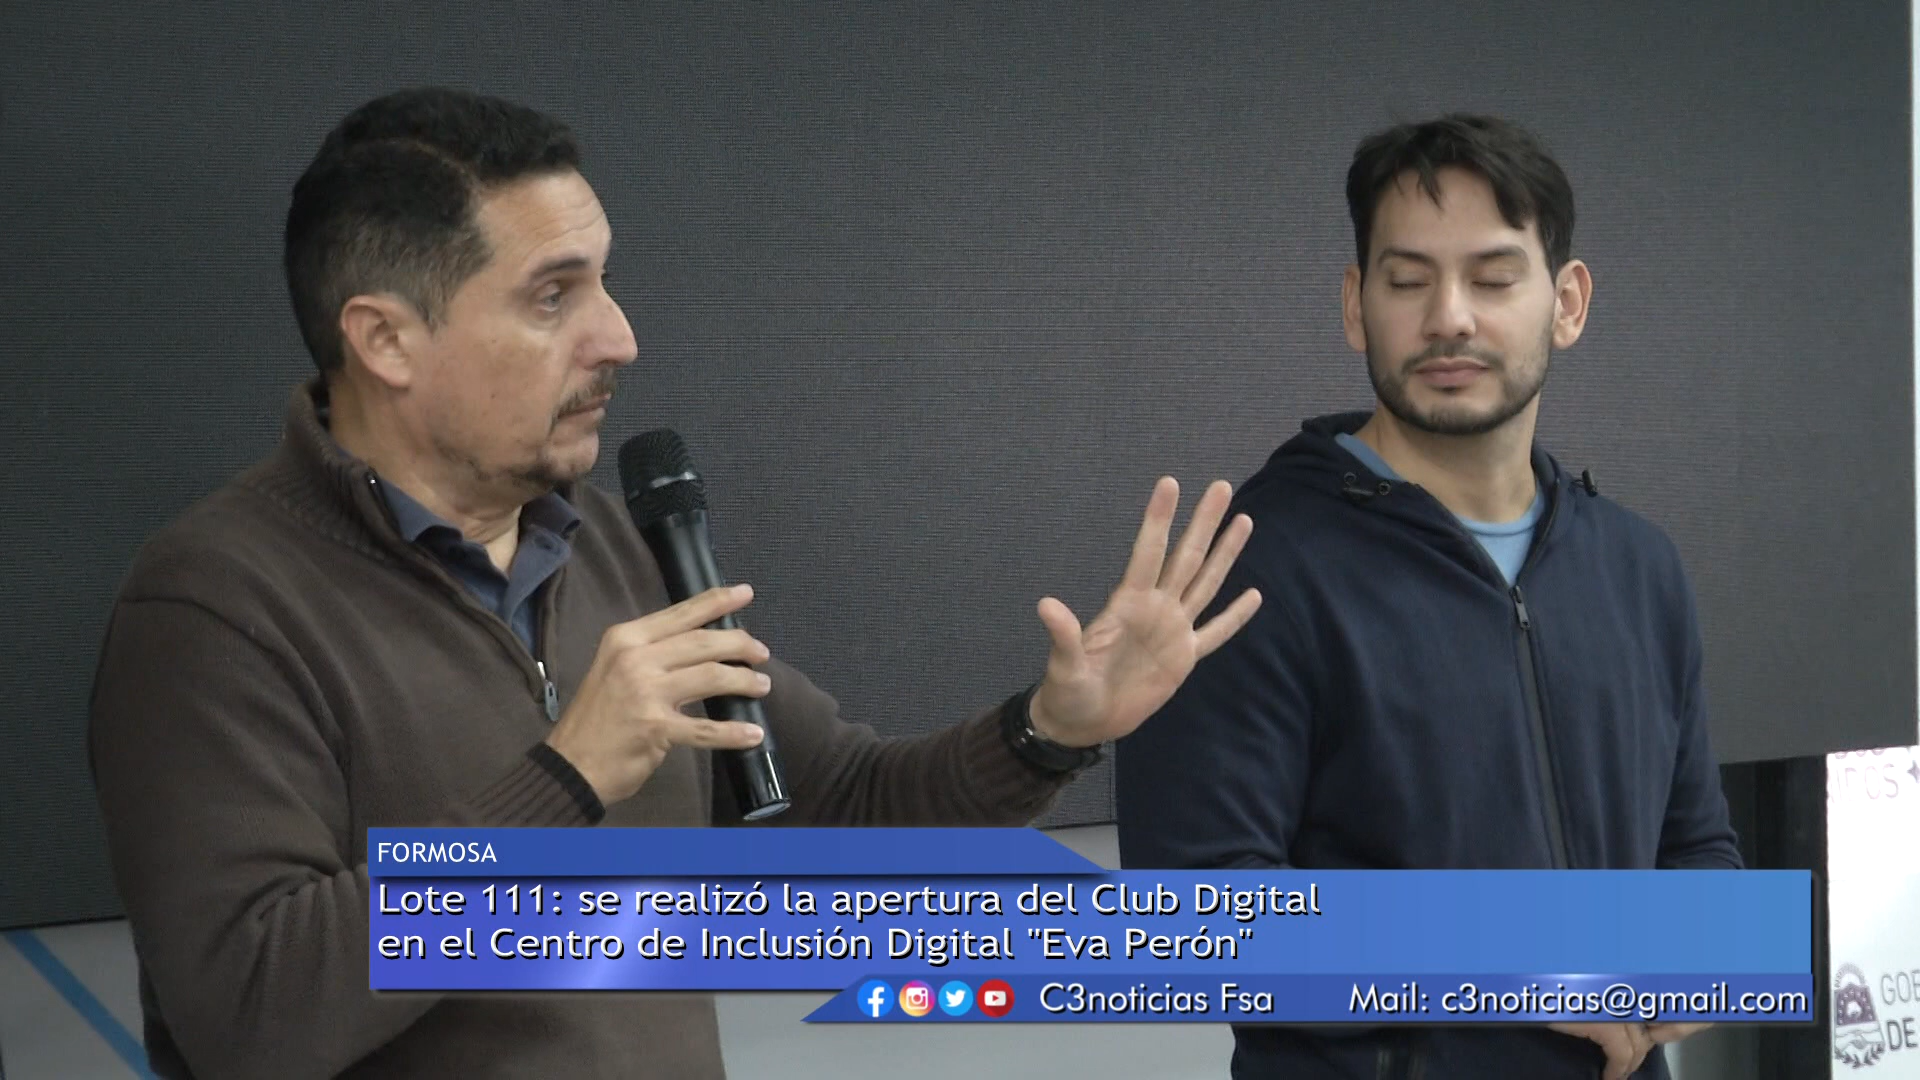 FORMOSA
Lote 111: se realizó la apertura del Club Digital
en el Centro de Inclusión Digital "Eva Perón"
C3noticias Fsa Mail: c3noticias@gmail.com
DE